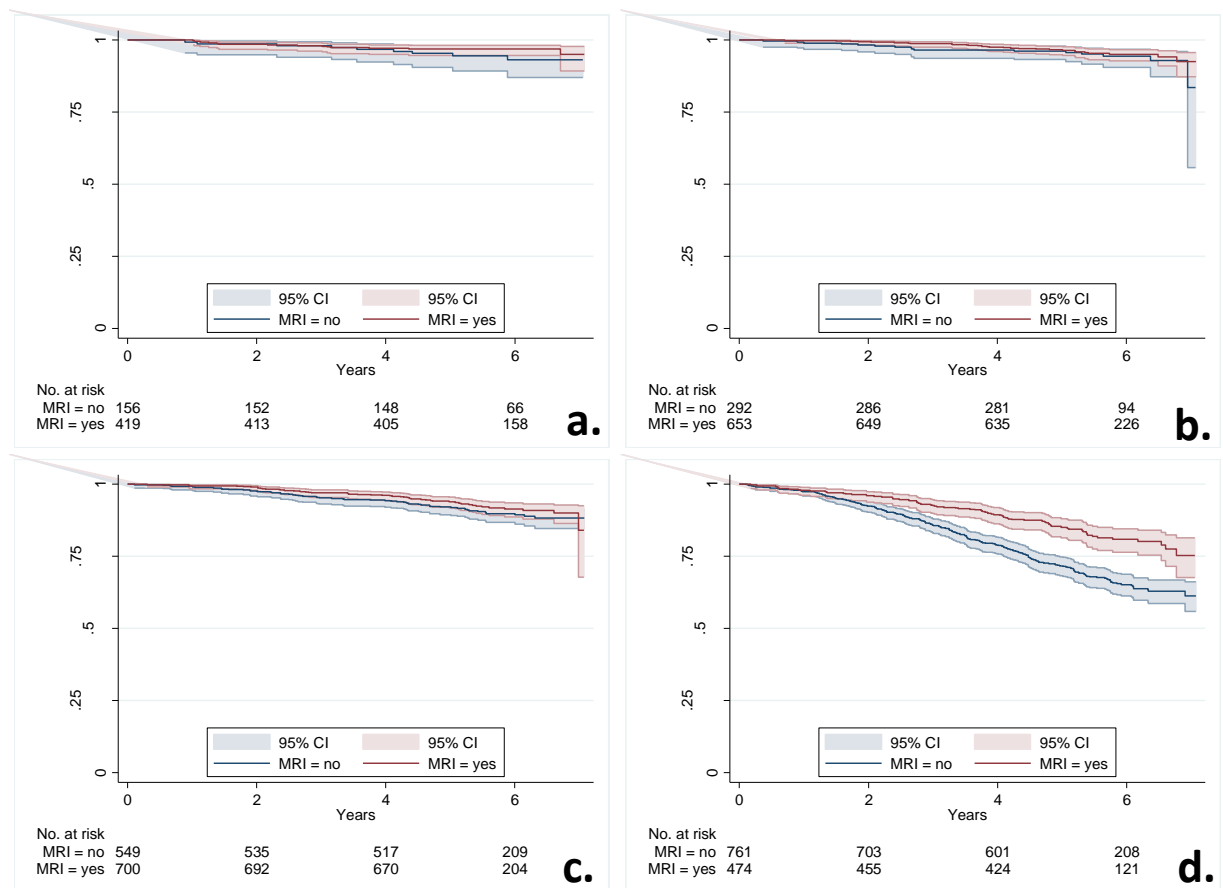 1
.75
.5
.25
0
0 2 4 6
Years
95% CI 95% CI
MRI = no MRI = yes
No. at risk
MRI = no 156 152 148 66
MRI = yes 419 413 405 158
a.
1
.75
.5
.25
0
0 2 4 6
Years
95% CI 95% CI
MRI = no MRI = yes
No. at risk
MRI = no 292 286 281 94
MRI = yes 653 649 635 226
b.
1
.75
.5
.25
0
0 2 4 6
Years
95% CI 95% CI
MRI = no MRI = yes
No. at risk
MRI = no 549 535 517 209
MRI = yes 700 692 670 204
c.
1
.75
.5
.25
0
0 2 4 6
Years
95% CI 95% CI
MRI = no MRI = yes
No. at risk
MRI = no 761 703 601 208
MRI = yes 474 455 424 121
d.